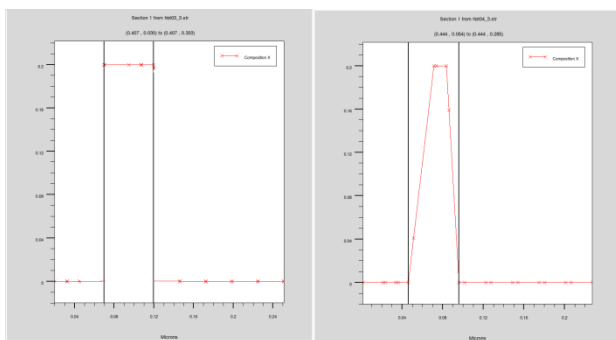 Section 1 from hbt03_3.str
(0.407 , 0.030) to (0.407 , 0.303)
Composition X
0.2
0.16
0.12
0.08
0.04
0
0.04
0.08
0.12
0.16
0.2
0.24
Microns
Section 1 from hbt04_3.str
(0.444 , 0.004) to (0.444 , 0.285)
Composition X
0.2
0.16
0.12
0.08
0.04
0
0.04
0.08
0.12
0.16
0.2
Microns